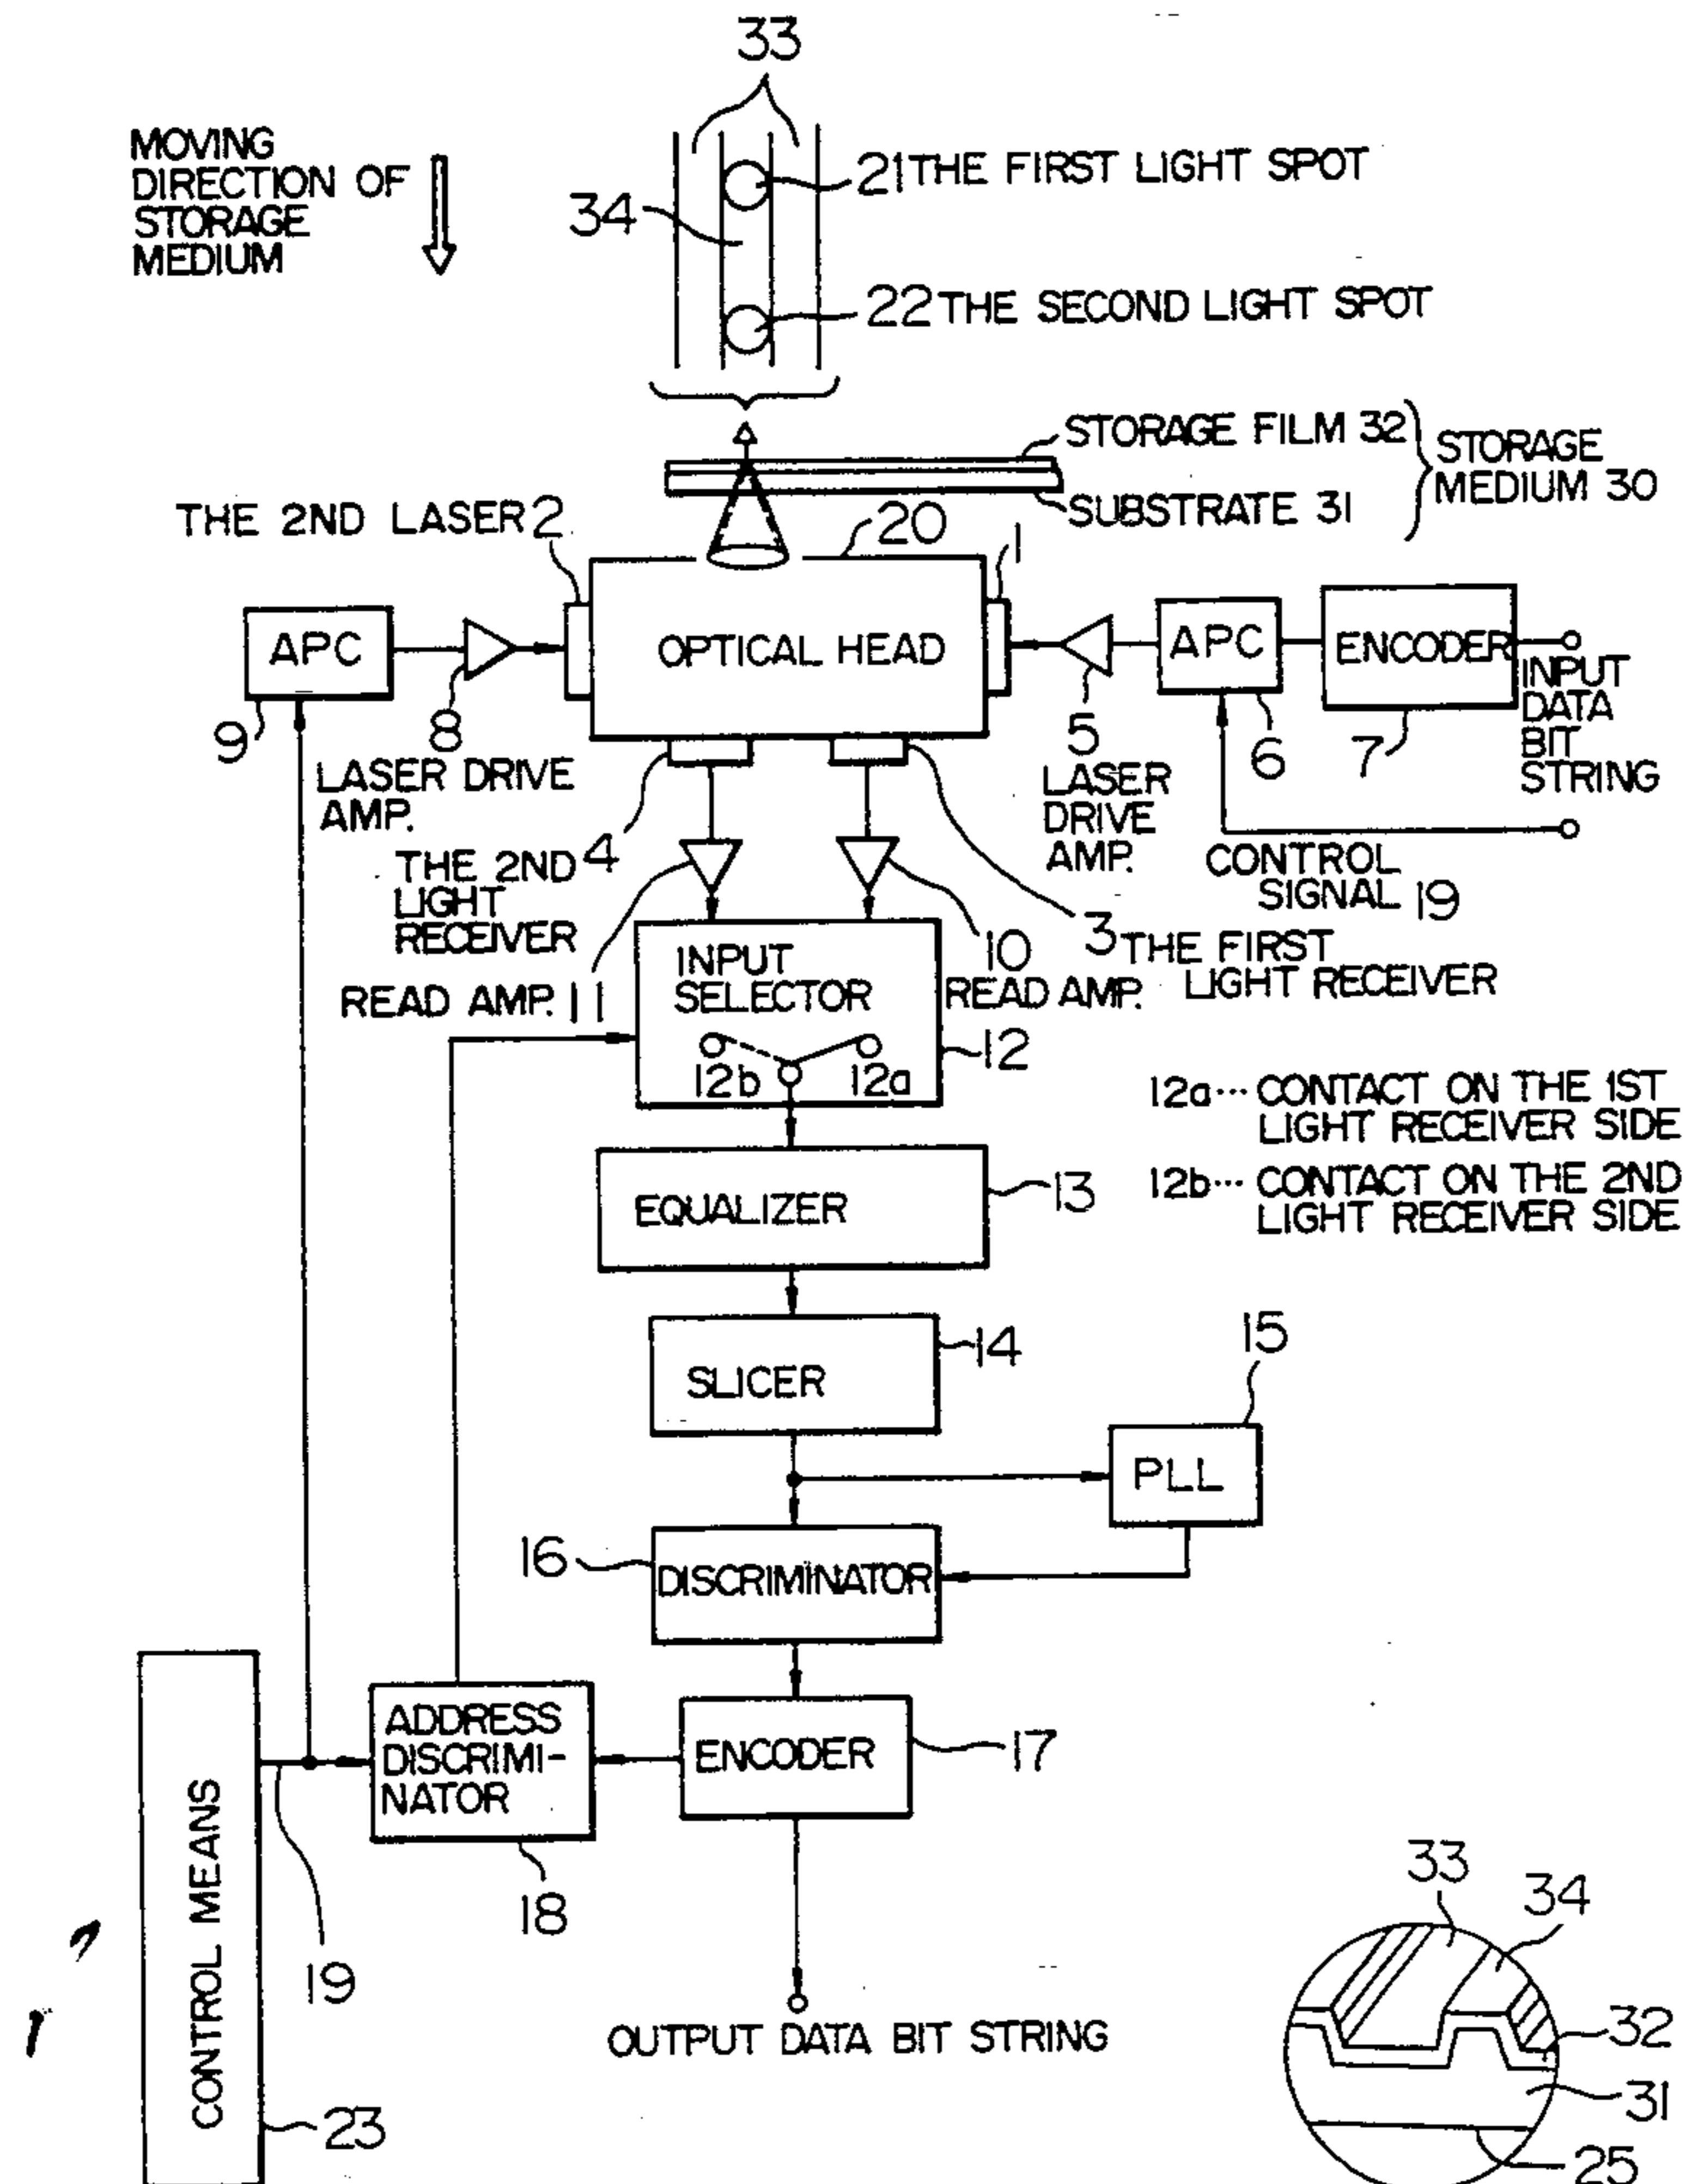 33
MOVING
DIRECTION OF
STORAGE
MEDIUM
21 THE FIRST LIGHT SPOT
34
22 THE SECOND LIGHT SPOT
STORAGE FILM 32
STORAGE
MEDIUM 30
SUBSTRATE 31
THE 2ND LASER 2
20
1
APC
OPTICAL HEAD
APC
ENCODER
INPUT
DATA
BIT
STRING
9
8
LASER DRIVE
AMP.
5
LASER
DRIVE
AMP.
6
7
4
THE 2ND
LIGHT
RECEIVER
CONTROL
SIGNAL 19
3 THE FIRST
LIGHT RECEIVER
10
READ AMP.
READ AMP. 11
INPUT
SELECTOR
12
12b
12a
12a··· CONTACT ON THE 1ST
LIGHT RECEIVER SIDE
12b··· CONTACT ON THE 2ND
LIGHT RECEIVER SIDE
EQUALIZER
13
SLICER
14
15
PLL
16
DISCRIMINATOR
ADDRESS
DISCRIMI-
NATOR
ENCODER
17
18
19
CONTROL MEANS
23
OUTPUT DATA BIT STRING
33
34
32
31
25